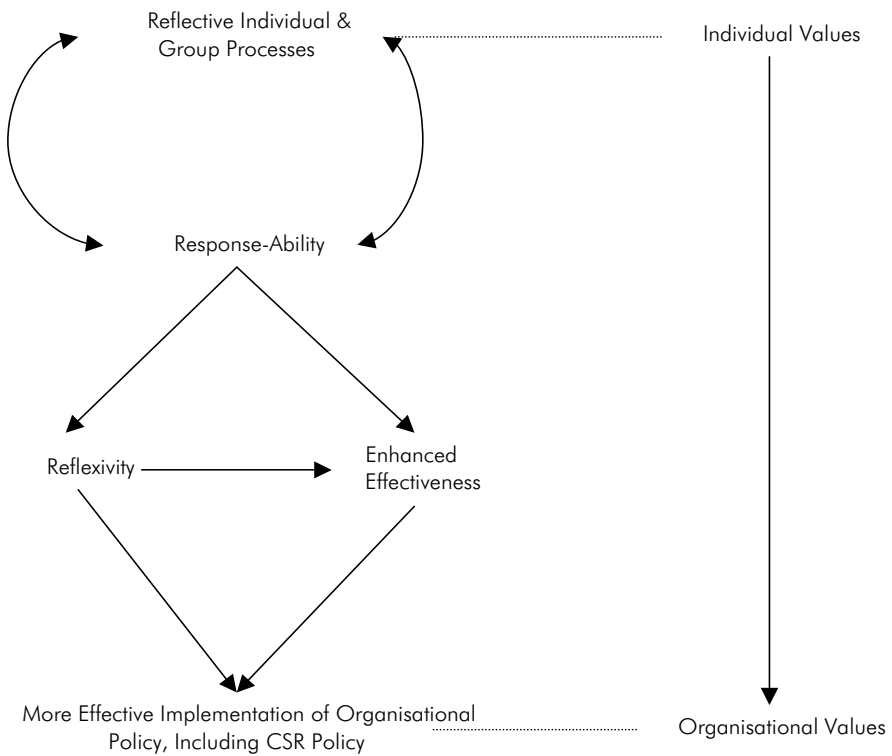 Reflective Individual &
Group Processes
Individual Values
Response-Ability
Reflexivity
Enhanced
Effectiveness
More Effective Implementation of Organisational
Policy, Including CSR Policy
Organisational Values